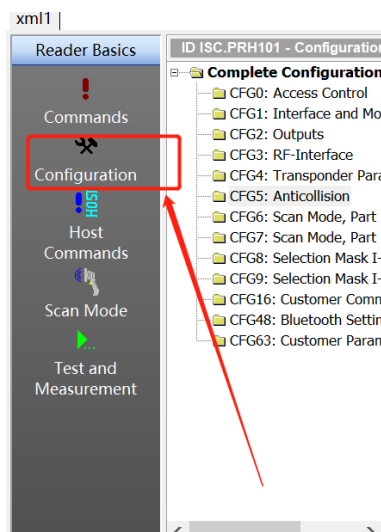 xml1
Reader Basics
Commands
Configuration
HOST
Host
Commands
Scan Mode
Test and
Measurement
ID ISC.PRH101 - Configuration
Complete Configuration
CFG0: Access Control
CFG1: Interface and Mo
CFG2: Outputs
CFG3: RF-Interface
CFG4: Transponder Para
CFG5: Anticollision
CFG6: Scan Mode, Part
CFG7: Scan Mode, Part
CFG8: Selection Mask I-
CFG9: Selection Mask I-
CFG16: Customer Comm
CFG48: Bluetooth Settin
CFG63: Customer Param